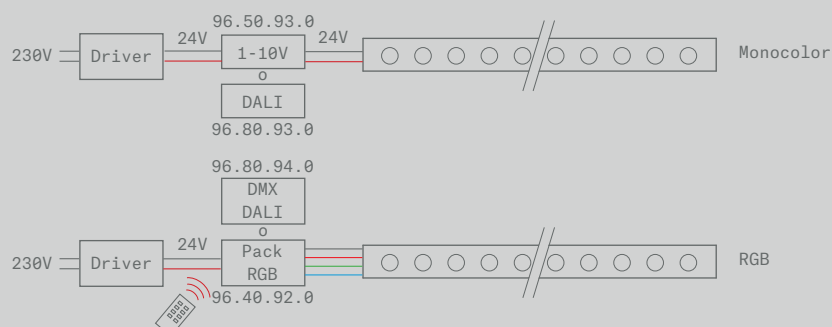 96.50.93.0
24V
24V
230V
Driver
1-10V
Monocolor
o
DALI
96.80.93.0
96.80.94.0
DMX
DALI
o
24V
230V
Driver
Pack
RGB
RGB
96.40.92.0